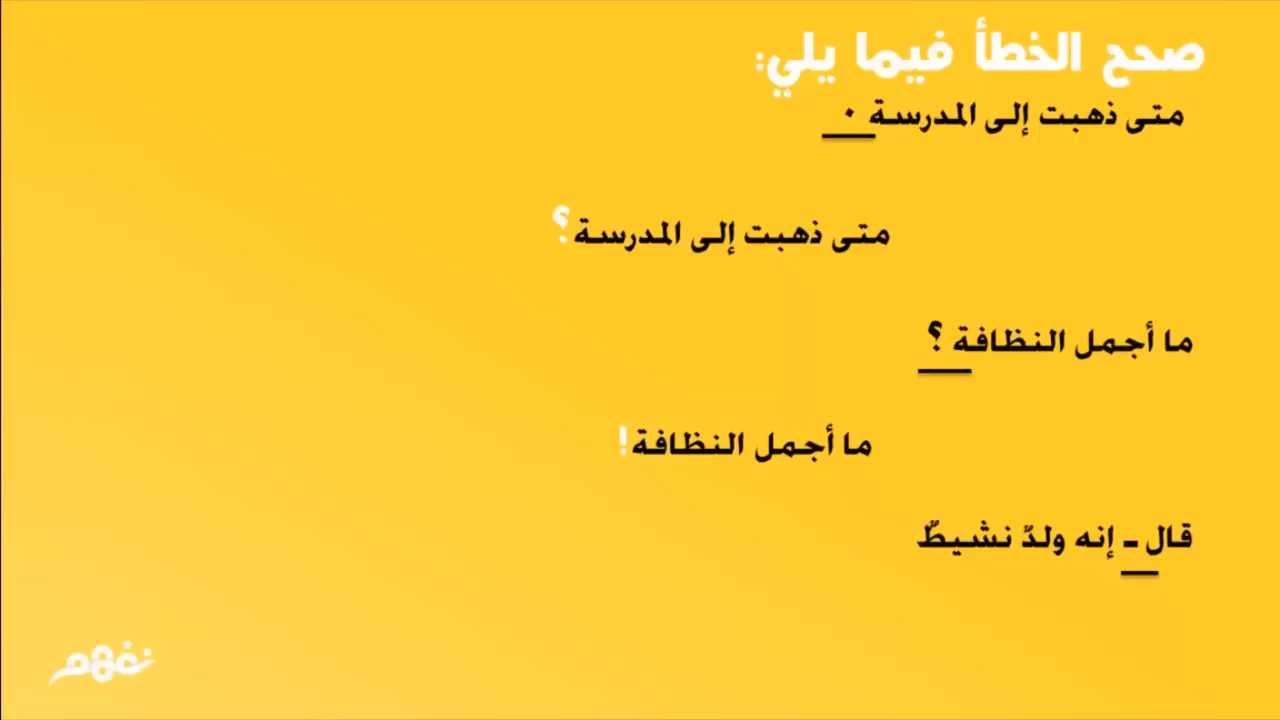 صحح الخطأ فيما يلي:
متى ذهبت إلى المدرسة .
متى ذهبت إلى المدرسة؟
ما أجمل النظافة ؟
ما أجمل النظافة!
قال - إنه ولدٌ نشيطٌ
نفهم